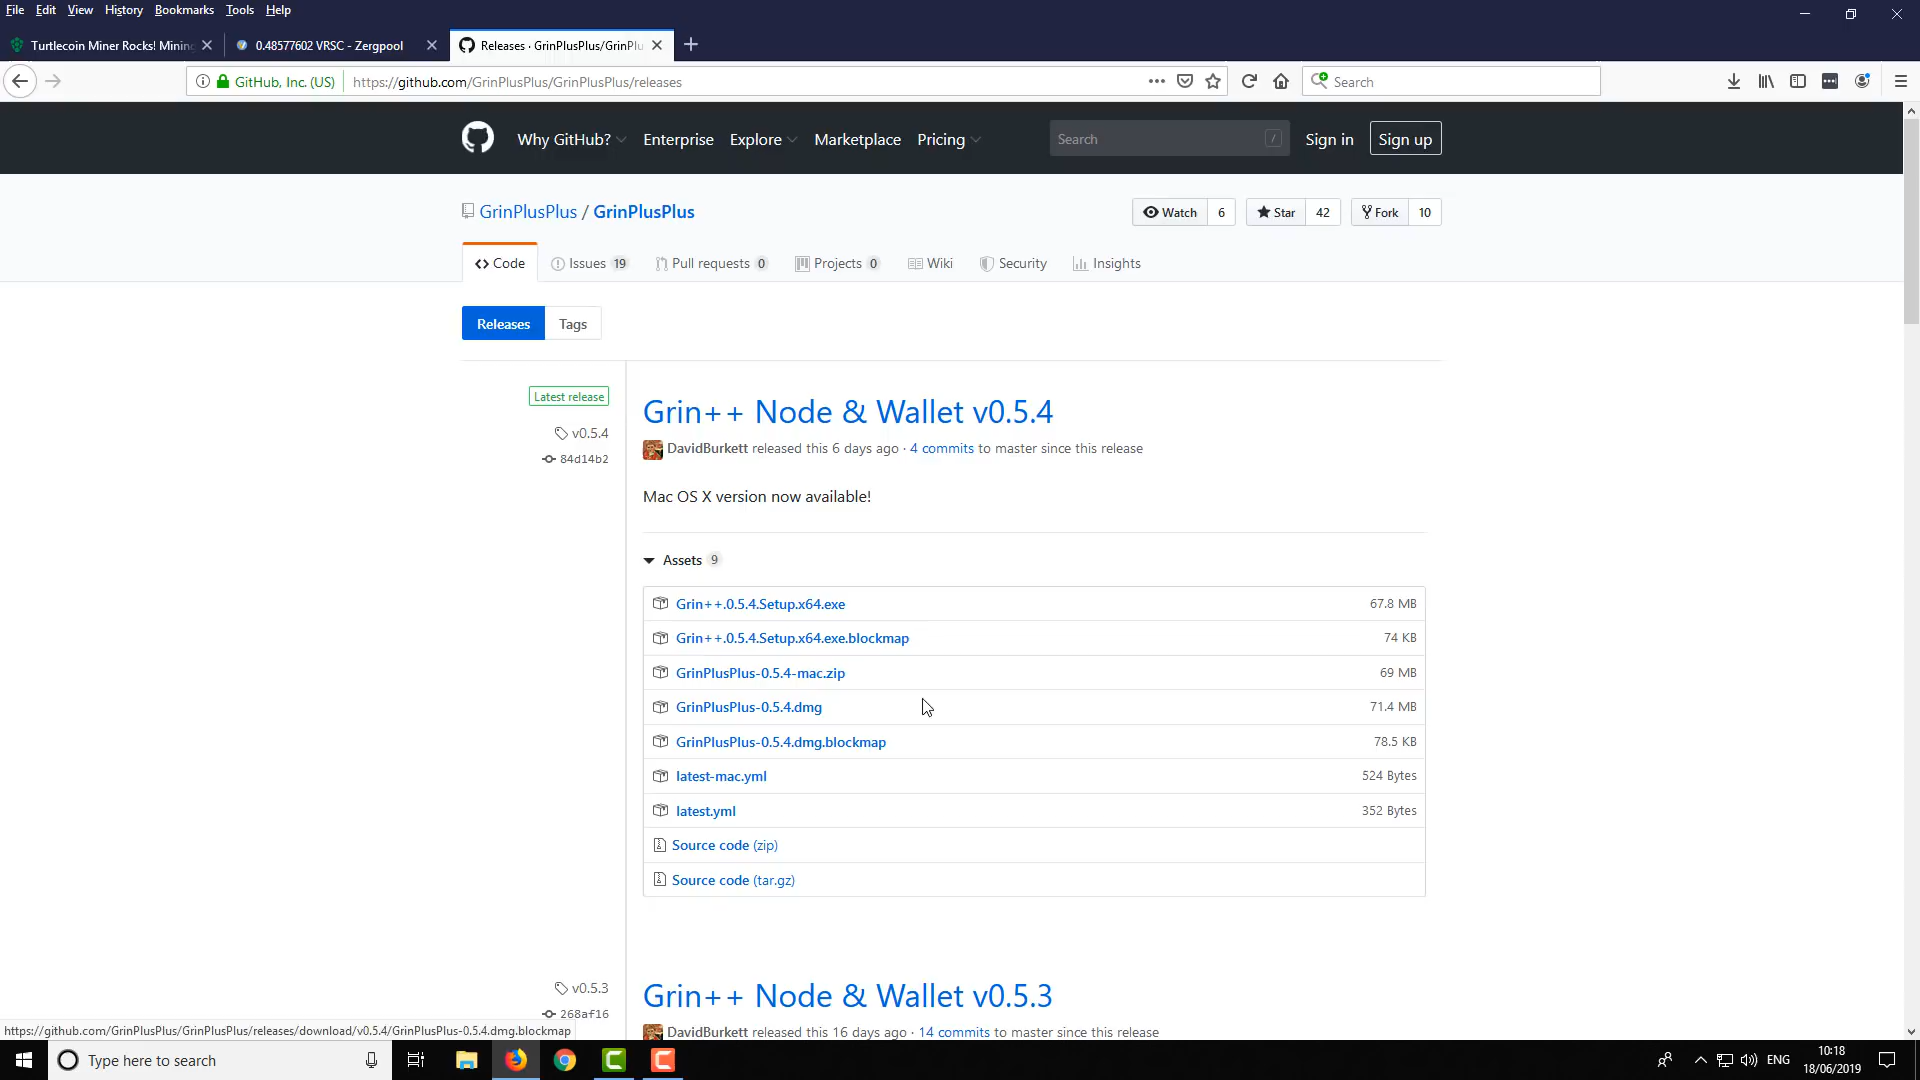 File Edit View History Bookmarks Tools Help
Turtlecoin Miner Rocks! Mining
0.48577602 VRSC - Zergpool
Releases · GrinPlusPlus/GrinPlu
GitHub, Inc. (US) https://github.com/GrinPlusPlus/GrinPlusPlus/releases
Search
Why GitHub? Enterprise Explore Marketplace Pricing Search / Sign in Sign up
GrinPlusPlus / GrinPlusPlus
Watch 6 Star 42 Fork 10
Code Issues 19 Pull requests 0 Projects 0 Wiki Security Insights
Releases Tags
Latest release
v0.5.4
84d14b2
Grin++ Node & Wallet v0.5.4
DavidBurkett released this 6 days ago · 4 commits to master since this release
Mac OS X version now available!
Assets 9
Grin++.0.5.4.Setup.x64.exe 67.8 MB
Grin++.0.5.4.Setup.x64.exe.blockmap 74 KB
GrinPlusPlus-0.5.4-mac.zip 69 MB
GrinPlusPlus-0.5.4.dmg 71.4 MB
GrinPlusPlus-0.5.4.dmg.blockmap 78.5 KB
latest-mac.yml 524 Bytes
latest.yml 352 Bytes
Source code (zip)
Source code (tar.gz)
v0.5.3
268af16
Grin++ Node & Wallet v0.5.3
DavidBurkett released this 16 days ago · 14 commits to master since this release
https://github.com/GrinPlusPlus/GrinPlusPlus/releases/download/v0.5.4/GrinPlusPlus-0.5.4.dmg.blockmap
Type here to search
ENG
10:18
18/06/2019